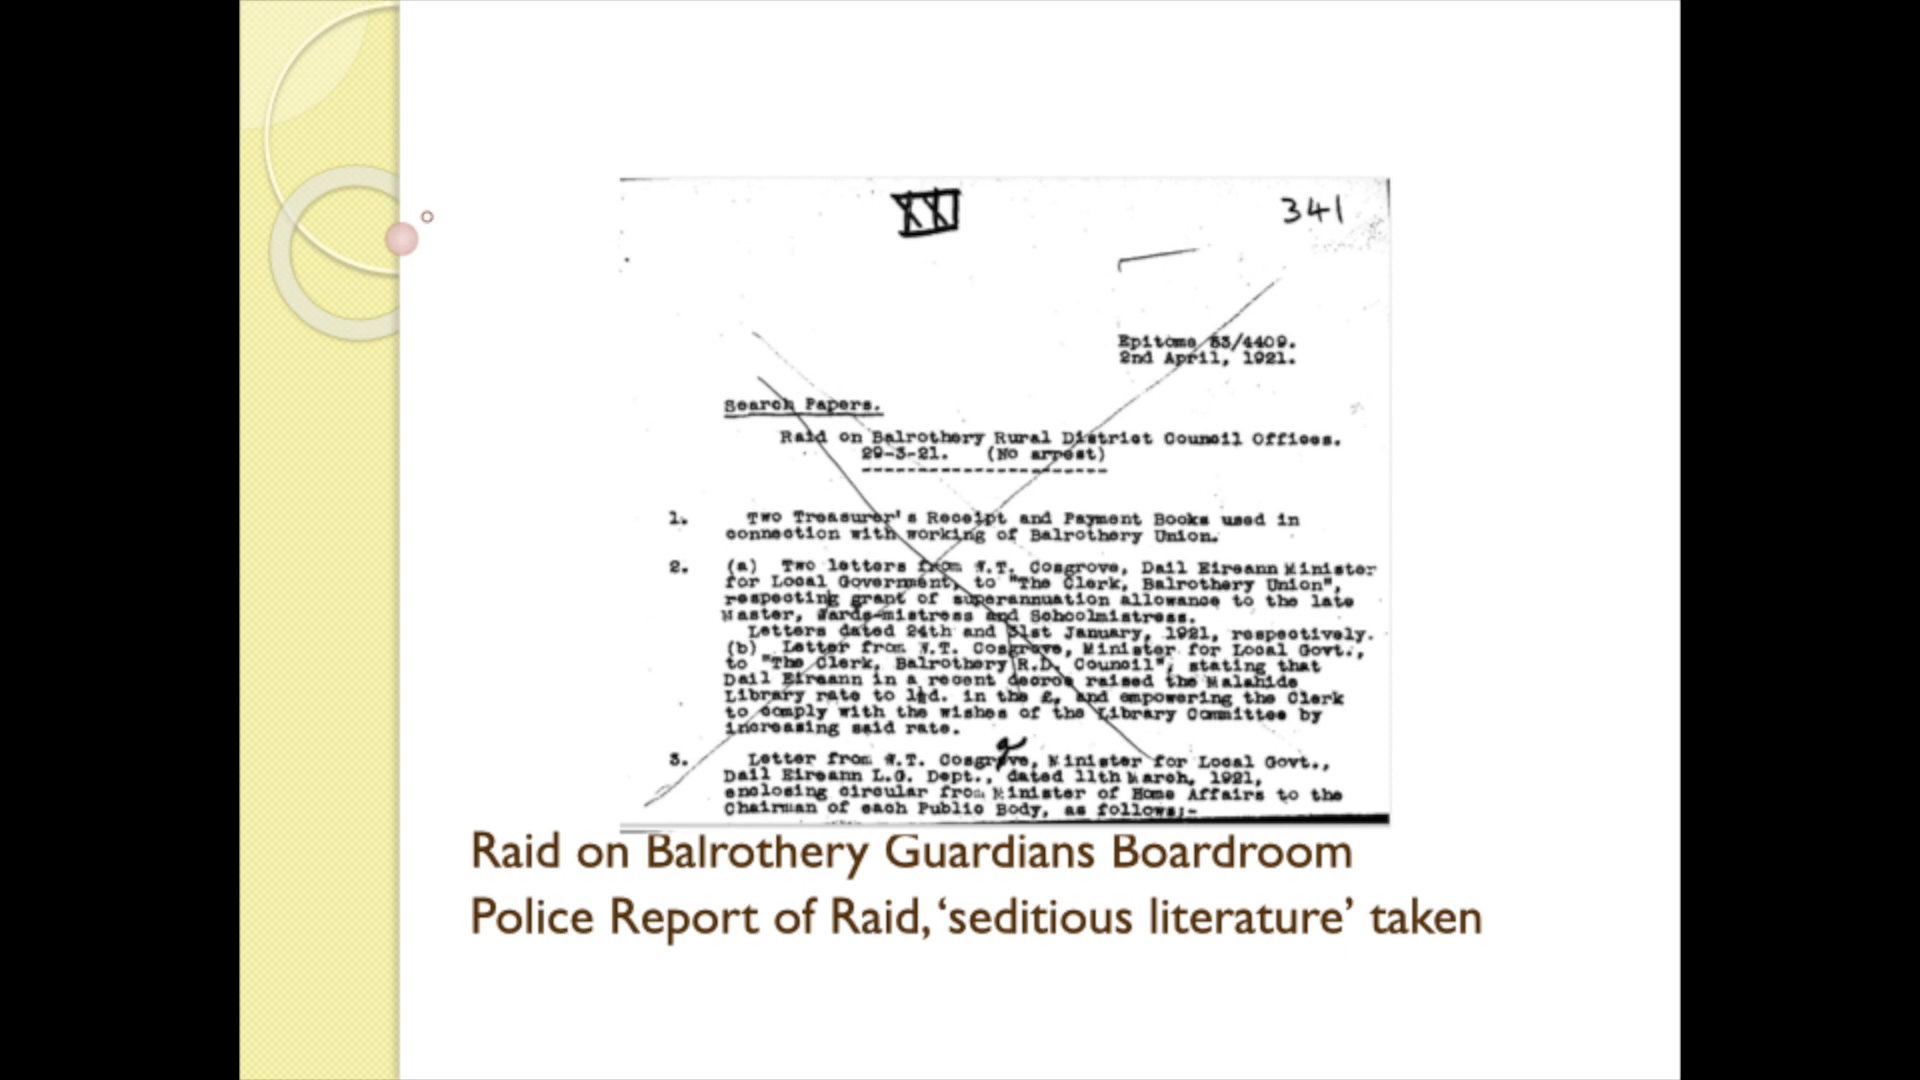 XXI
341
Epitome 53/4409.
2nd April, 1921.
Search Papers.
Raid on Balrothery Rural District Council Offices.
29-3-21. (No arrest)
1. Two Treasurer's Receipt and Payment Books used in
connection with working of Balrothery Union.
2. (a) Two letters from W.T. Cosgrove, Dail Eireann Minister
for Local Government, to "The Clerk, Balrothery Union",
respecting grant of superannuation allowance to the late
Master, Wards-mistress and Schoolmistress.
Letters dated 24th and 31st January, 1921, respectively.
(b) Letter from W.T. Cosgrove, Minister for Local Govt.,
to "The Clerk, Balrothery R.D. Council", stating that
Dail Eireann in a recent decree raised the Malahide
Library rate to 1½d. in the £, and empowering the Clerk
to comply with the wishes of the Library Committee by
increasing said rate.
3. Letter from W.T. Cosgrove, Minister for Local Govt.,
Dail Eireann L.G. Dept., dated 11th March, 1921,
enclosing circular from Minister of Home Affairs to the
Chairman of each Public Body, as follows;-
Raid on Balrothery Guardians Boardroom
Police Report of Raid, ‘seditious literature’ taken